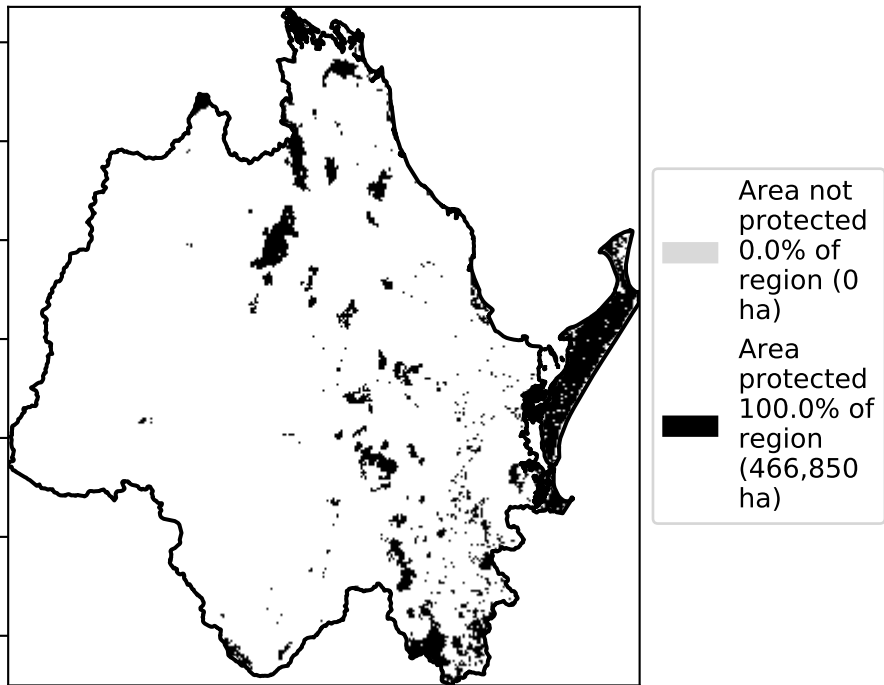 Area not
protected
0.0% of
region (0
ha)
Area
protected
100.0% of
region
(466,850
ha)